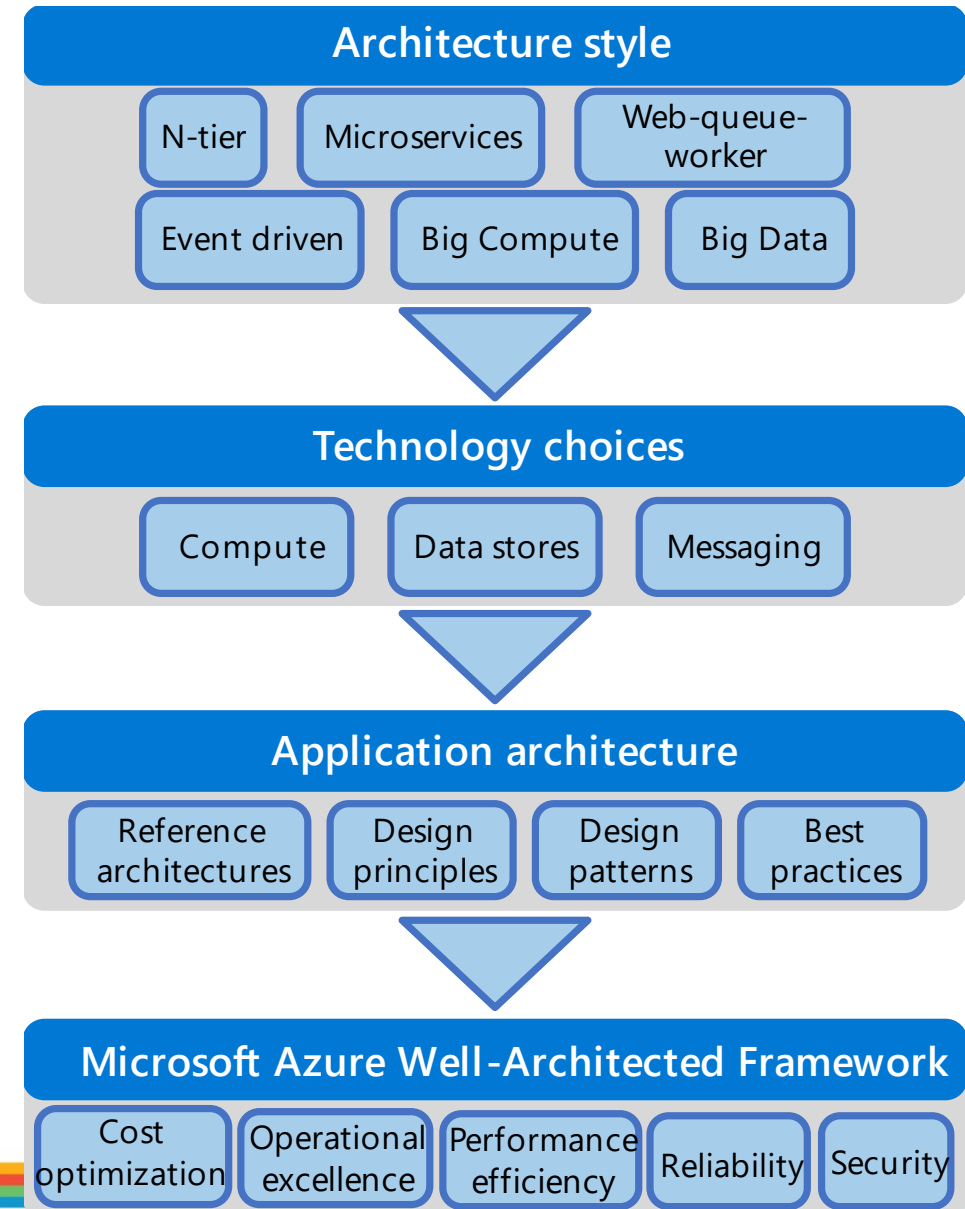 Architecture style
N-tier
Microservices
Web-queue-
worker
Event driven
Big Compute
Big Data
Technology choices
Compute
Data stores
Messaging
Application architecture
Reference
architectures
Design
principles
Design
patterns
Best
practices
Microsoft Azure Well-Architected Framework
Cost
optimization
Operational
excellence
Performance
efficiency
Reliability
Security